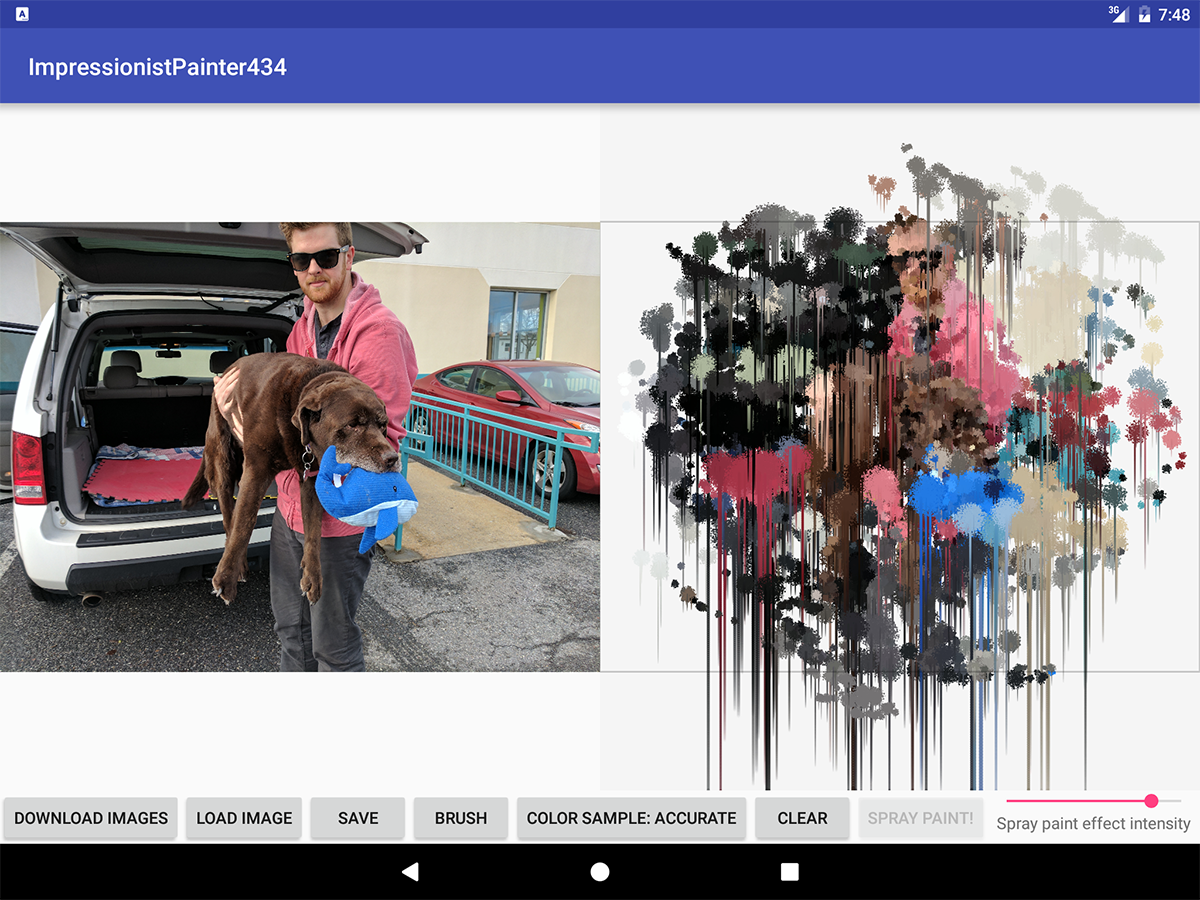 A
3G
7:48
ImpressionistPainter434
DOWNLOAD IMAGES
LOAD IMAGE
SAVE
BRUSH
COLOR SAMPLE: ACCURATE
CLEAR
SPRAY PAINT!
Spray paint effect intensity